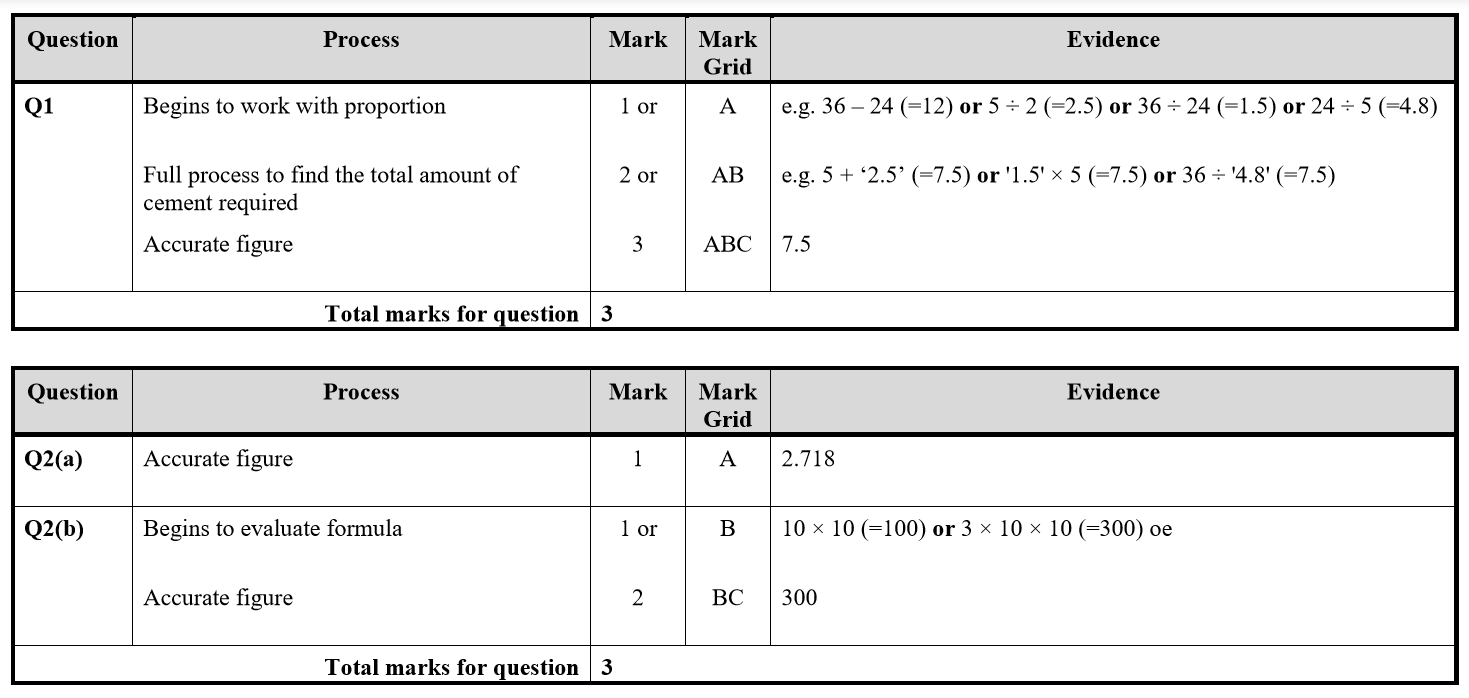 Question Process Mark Mark Evidence
Grid
Q1 Begins to work with proportion 1 or A e.g. 36 – 24 (=12) or 5 ÷ 2 (=2.5) or 36 ÷ 24 (=1.5) or 24 ÷ 5 (=4.8)
Full process to find the total amount of 2 or AB e.g. 5 + ‘2.5’ (=7.5) or '1.5' × 5 (=7.5) or 36 ÷ '4.8' (=7.5)
cement required
Accurate figure 3 ABC 7.5
Total marks for question 3
Question Process Mark Mark Evidence
Grid
Q2(a) Accurate figure 1 A 2.718
Q2(b) Begins to evaluate formula 1 or B 10 × 10 (=100) or 3 × 10 × 10 (=300) oe
Accurate figure 2 BC 300
Total marks for question 3